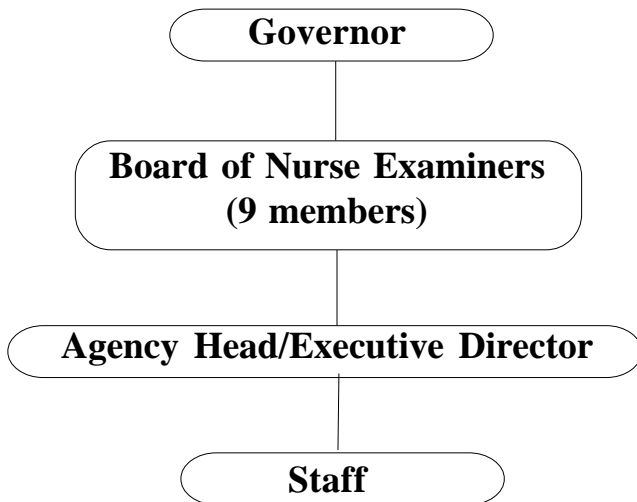 Governor
Board of Nurse Examiners
(9 members)
Agency Head/Executive Director
Staff